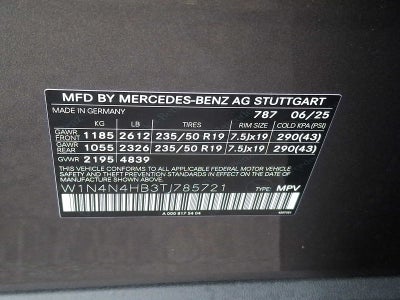 MFD BY MERCEDES-BENZ AG STUTTGART
MADE IN GERMANY 787 06/25
KG LB TIRES RIM SIZE COLD KPA (PSI)
GAWR FRONT 1185 2612 235/50 R19 7.5Jx19 290(43)
GAWR REAR 1055 2326 235/50 R19 7.5Jx19 290(43)
GVWR 2195 4839
THIS VEHICLE CONFORMS TO ALL APPLICABLE FEDERAL MOTOR VEHICLE
SAFETY AND THEFT PREVENTION STANDARDS IN EFFECT ON THE DATE
OF MANUFACTURE SHOWN ABOVE.
W1N4N4HB3TJ785721 TYPE: MPV
A 000 817 54 04